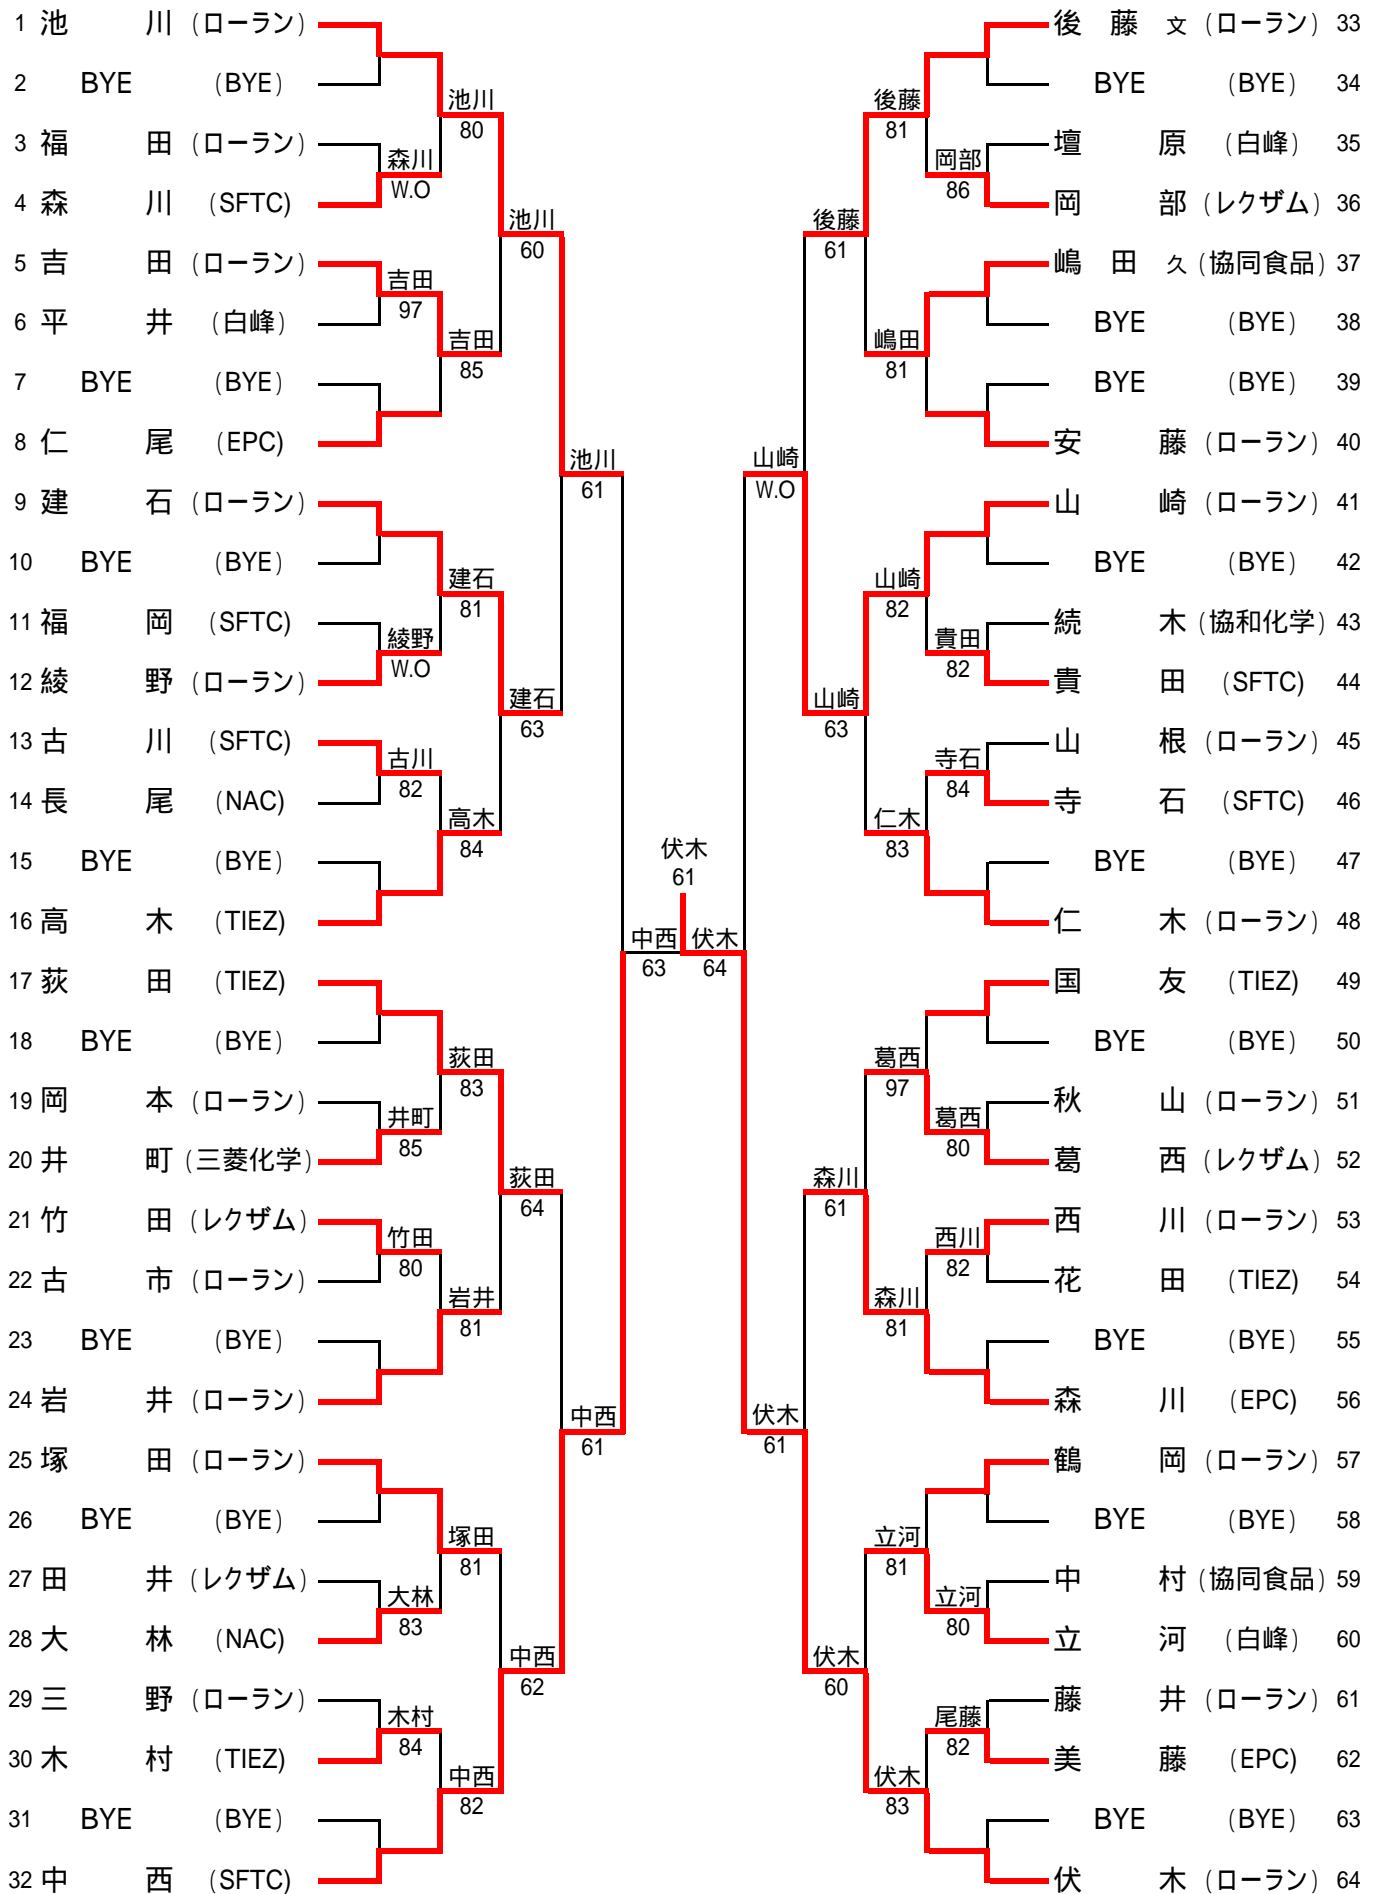 1 池 川 (ローラン)
2 BYE (BYE)
3 福 田 (ローラン)
4 森 川 (SFTC)
5 吉 田 (ローラン)
6 平 井 (白峰)
7 BYE (BYE)
8 仁 尾 (EPC)
9 建 石 (ローラン)
10 BYE (BYE)
11 福 岡 (SFTC)
12 綾 野 (ローラン)
13 古 川 (SFTC)
14 長 尾 (NAC)
15 BYE (BYE)
16 高 木 (TIEZ)
17 荻 田 (TIEZ)
18 BYE (BYE)
19 岡 本 (ローラン)
20 井 町 (三菱化学)
21 竹 田 (レクザム)
22 古 市 (ローラン)
23 BYE (BYE)
24 岩 井 (ローラン)
25 塚 田 (ローラン)
26 BYE (BYE)
27 田 井 (レクザム)
28 大 林 (NAC)
29 三 野 (ローラン)
30 木 村 (TIEZ)
31 BYE (BYE)
32 中 西 (SFTC)
森川
W.O
吉田
97
綾野
W.O
古川
82
井町
85
竹田
80
大林
83
木村
84
池川
80
吉田
85
建石
81
高木
84
荻田
83
岩井
81
塚田
81
中西
82
池川
60
建石
63
荻田
64
中西
62
池川
61
中西
61
中西
63
伏木
61
伏木
64
山崎
W.O
伏木
61
後藤
61
山崎
63
森川
61
伏木
60
後藤
81
嶋田
81
山崎
82
仁木
83
葛西
97
森川
81
立河
81
伏木
83
岡部
86
貴田
82
寺石
84
葛西
80
西川
82
立河
80
尾藤
82
後 藤 文 (ローラン) 33
BYE (BYE) 34
壇 原 (白峰) 35
岡 部 (レクザム) 36
嶋 田 久 (協同食品) 37
BYE (BYE) 38
BYE (BYE) 39
安 藤 (ローラン) 40
山 崎 (ローラン) 41
BYE (BYE) 42
続 木 (協和化学) 43
貴 田 (SFTC) 44
山 根 (ローラン) 45
寺 石 (SFTC) 46
BYE (BYE) 47
仁 木 (ローラン) 48
国 友 (TIEZ) 49
BYE (BYE) 50
秋 山 (ローラン) 51
葛 西 (レクザム) 52
西 川 (ローラン) 53
花 田 (TIEZ) 54
BYE (BYE) 55
森 川 (EPC) 56
鶴 岡 (ローラン) 57
BYE (BYE) 58
中 村 (協同食品) 59
立 河 (白峰) 60
藤 井 (ローラン) 61
美 藤 (EPC) 62
BYE (BYE) 63
伏 木 (ローラン) 64